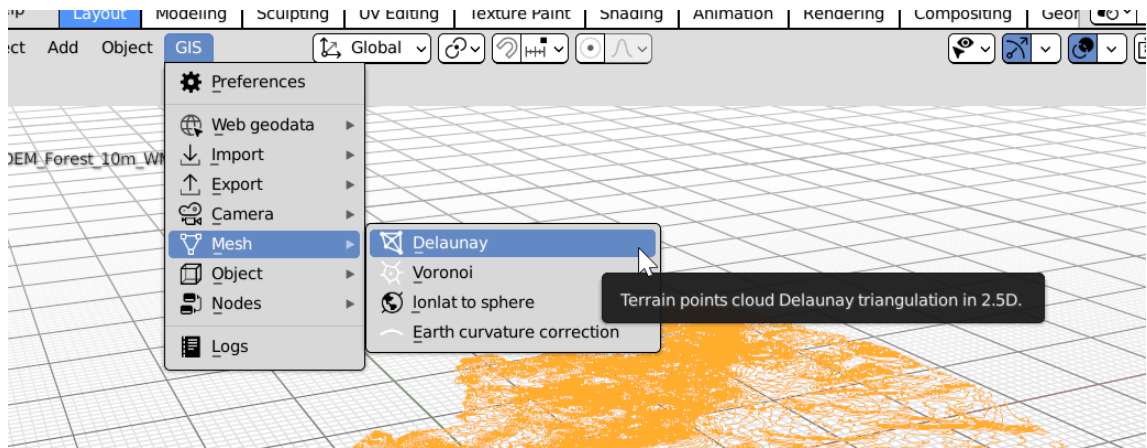 Layout Modeling Sculpting UV Editing Texture Paint Shading Animation Rendering Compositing
Add Object GIS Global
Preferences
Web geodata
DEM_Forest_10m_WM
Import
Export
Camera
Mesh
Delaunay
Object
Voronoi
Terrain points cloud Delaunay triangulation in 2.5D.
Nodes
lonlat to sphere
Earth curvature correction
Logs